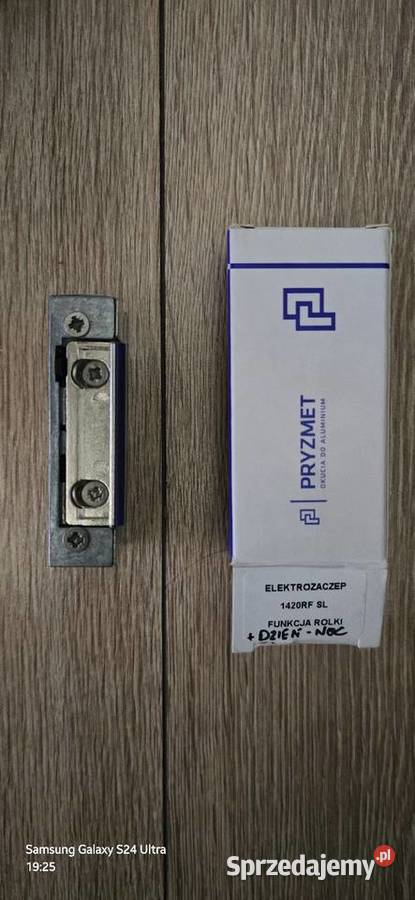 PRYZMET
OKUCIA DO ALUMINIUM
ELEKTROZACZEP
1420RF SL
FUNKCJA ROLKI
+ DZIEŃ - NOC
Samsung Galaxy S24 Ultra
19:25
Sprzedajemy.pl